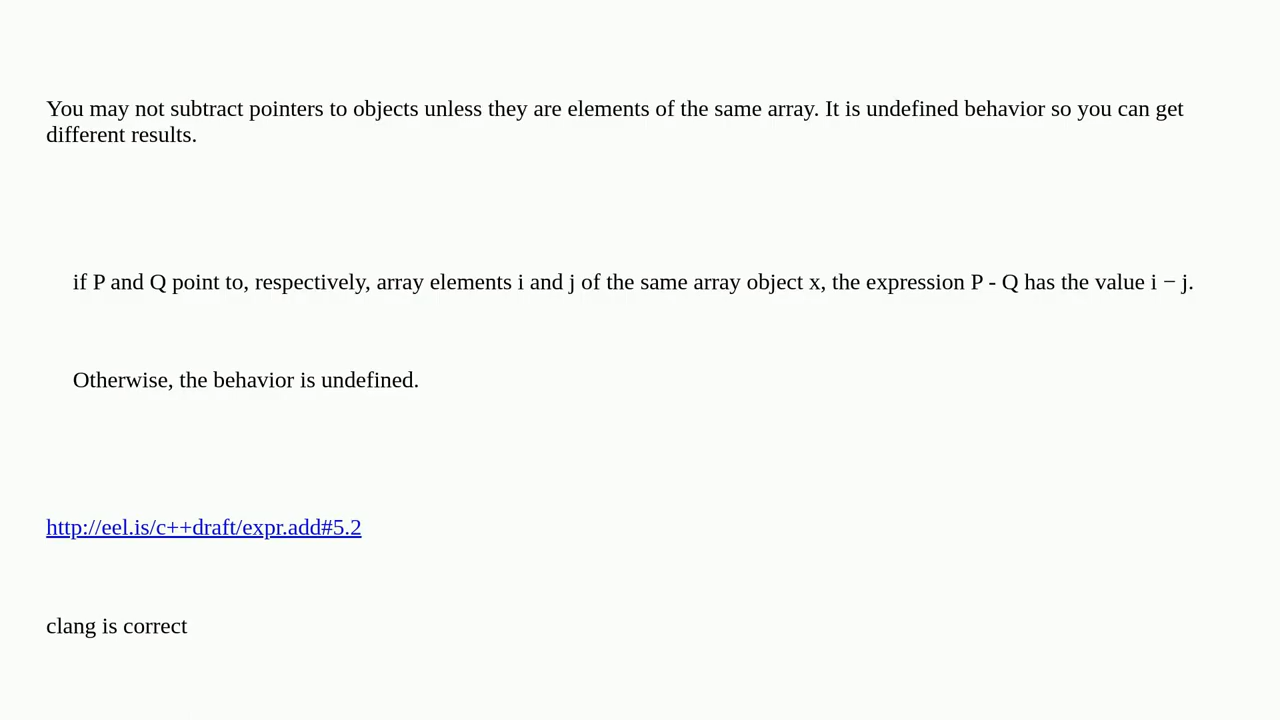 You may not subtract pointers to objects unless they are elements of the same array. It is undefined behavior so you can get
different results.
if P and Q point to, respectively, array elements i and j of the same array object x, the expression P - Q has the value i − j.
Otherwise, the behavior is undefined.
http://eel.is/c++draft/expr.add#5.2
clang is correct